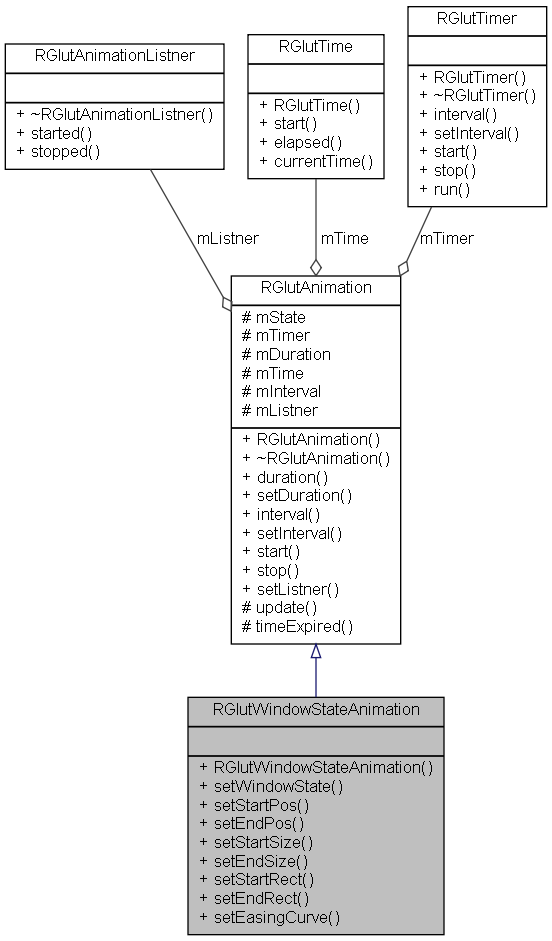 RGlutAnimationListner
+ ~RGlutAnimationListner()
+ started()
+ stopped()
RGlutTime
+ RGlutTime()
+ start()
+ elapsed()
+ currentTime()
RGlutTimer
+ RGlutTimer()
+ ~RGlutTimer()
+ interval()
+ setInterval()
+ start()
+ stop()
+ run()
mListner
mTime
mTimer
RGlutAnimation
# mState
# mTimer
# mDuration
# mTime
# mInterval
# mListner
+ RGlutAnimation()
+ ~RGlutAnimation()
+ duration()
+ setDuration()
+ interval()
+ setInterval()
+ start()
+ stop()
+ setListner()
# update()
# timeExpired()
RGlutWindowStateAnimation
+ RGlutWindowStateAnimation()
+ setWindowState()
+ setStartPos()
+ setEndPos()
+ setStartSize()
+ setEndSize()
+ setStartRect()
+ setEndRect()
+ setEasingCurve()